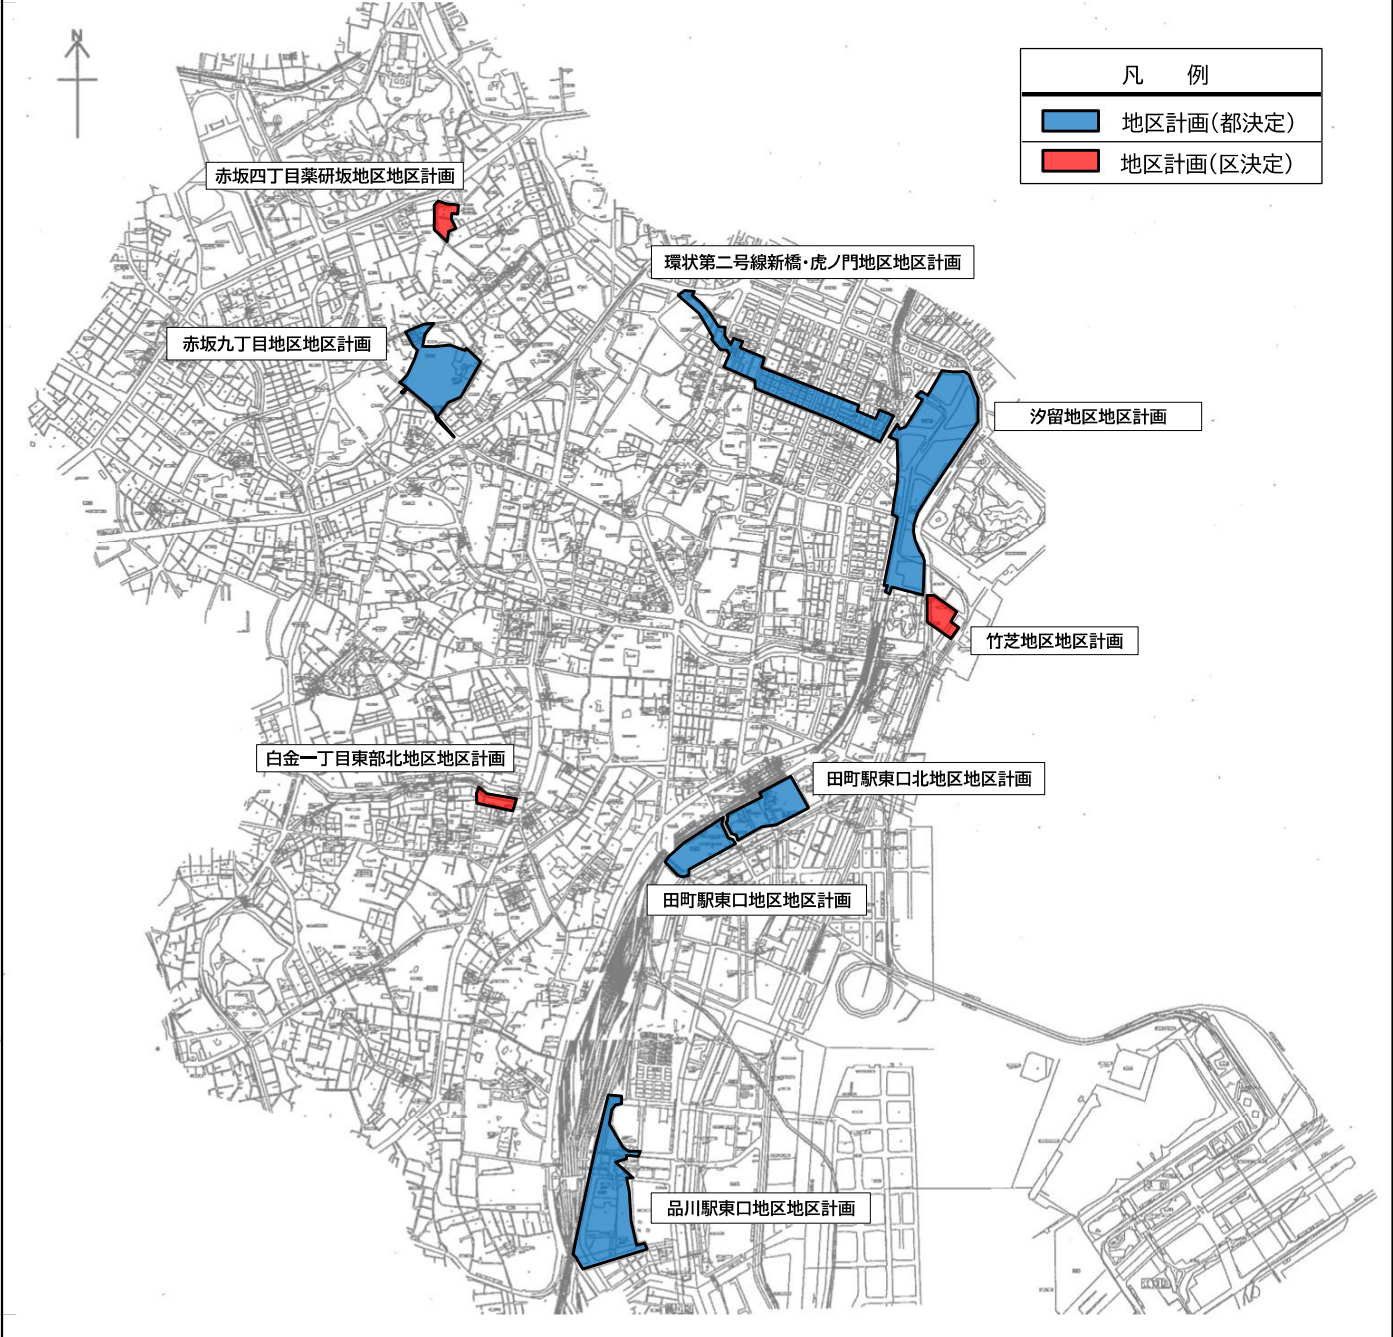 N
凡 例
地区計画(都決定)
地区計画(区決定)
赤坂四丁目薬研坂地区地区計画
環状第二号線新橋・虎ノ門地区地区計画
赤坂九丁目地区地区計画
汐留地区地区計画
竹芝地区地区計画
白金一丁目東部北地区地区計画
田町駅東口北地区地区計画
田町駅東口地区地区計画
品川駅東口地区地区計画